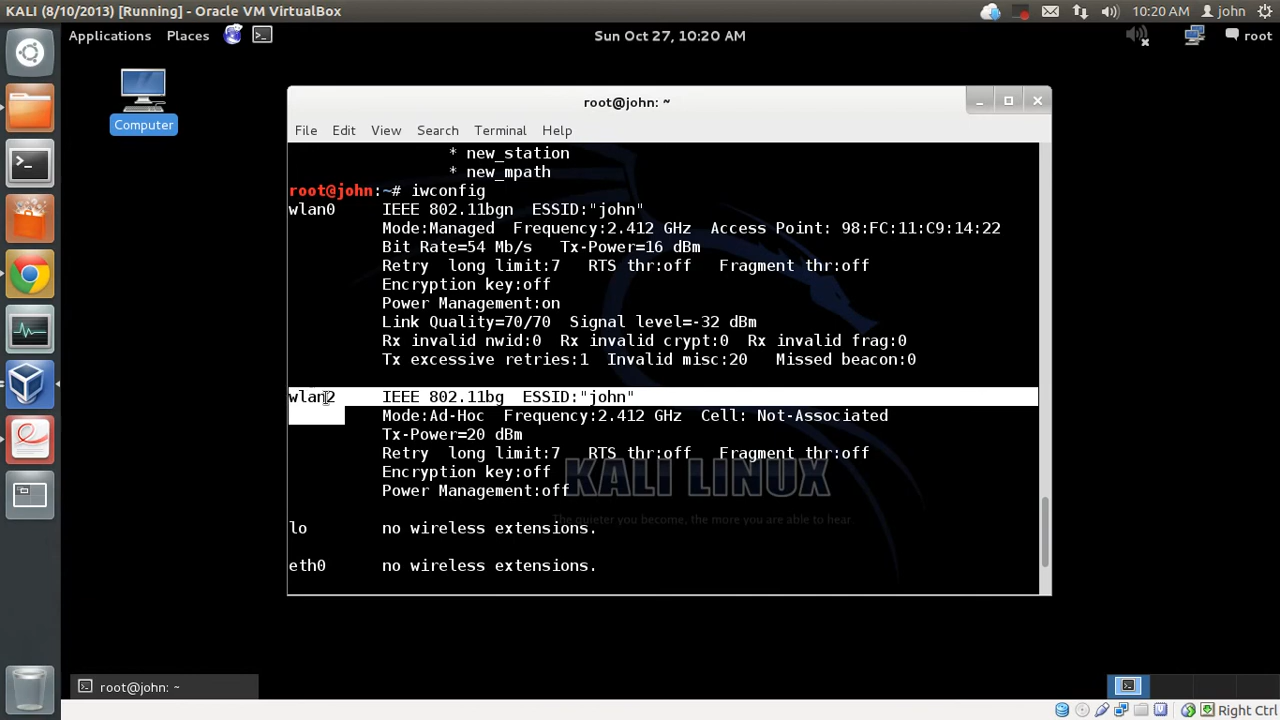 KALI (8/10/2013) [Running] - Oracle VM VirtualBox
10:20 AM
john
Applications
Places
Sun Oct 27, 10:20 AM
root
Computer
root@john: ~
File Edit View Search Terminal Help
* new_station
* new_mpath
root@john:~# iwconfig
wlan0     IEEE 802.11bgn  ESSID:"john"
Mode:Managed  Frequency:2.412 GHz  Access Point: 98:FC:11:C9:14:22
Bit Rate=54 Mb/s   Tx-Power=16 dBm
Retry  long limit:7   RTS thr:off   Fragment thr:off
Encryption key:off
Power Management:on
Link Quality=70/70  Signal level=-32 dBm
Rx invalid nwid:0  Rx invalid crypt:0  Rx invalid frag:0
Tx excessive retries:1  Invalid misc:20   Missed beacon:0
wlan2     IEEE 802.11bg  ESSID:"john"
Mode:Ad-Hoc  Frequency:2.412 GHz  Cell: Not-Associated
Tx-Power=20 dBm
Retry  long limit:7   RTS thr:off   Fragment thr:off
Encryption key:off
Power Management:off
KALI LINUX
The quieter you become, the more you are able to hear
lo        no wireless extensions.
eth0      no wireless extensions.
root@john: ~
Right Ctrl